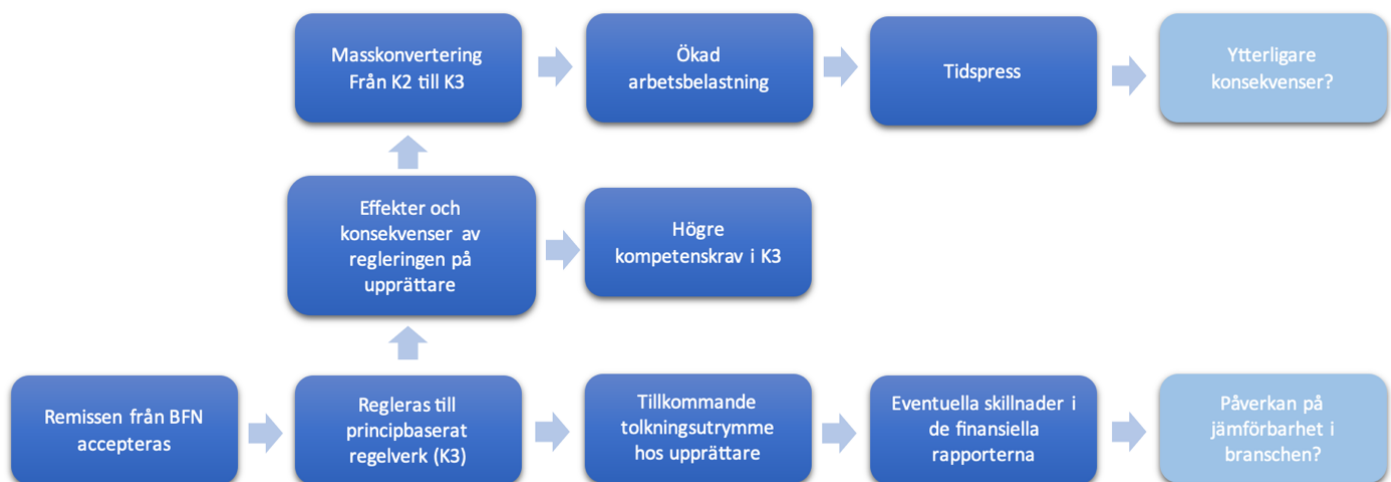 Masskonvertering
Från K2 till K3
Ökad
arbetsbelastning
Tidspress
Ytterligare
konsekvenser?
Effekter och
konsekvenser av
regleringen på
upprättare
Högre
kompetenskrav i K3
Remissen från BFN
accepteras
Regleras till
principbaserat
regelverk (K3)
Tillkommande
tolkningsutrymme
hos upprättare
Eventuella skillnader i
de finansiella
rapporterna
Påverkan på
jämförbarhet i
branschen?